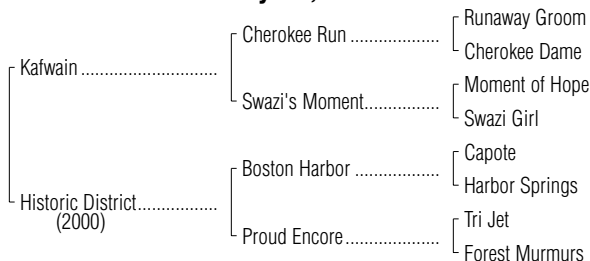 Runaway Groom
Cherokee Run ...................
Cherokee Dame
Kafwain .............................
Moment of Hope
Swazi's Moment................
Swazi Girl
Capote
Boston Harbor ..................
Harbor Springs
Historic District.................
(2000)
Tri Jet
Proud Encore....................
Forest Murmurs